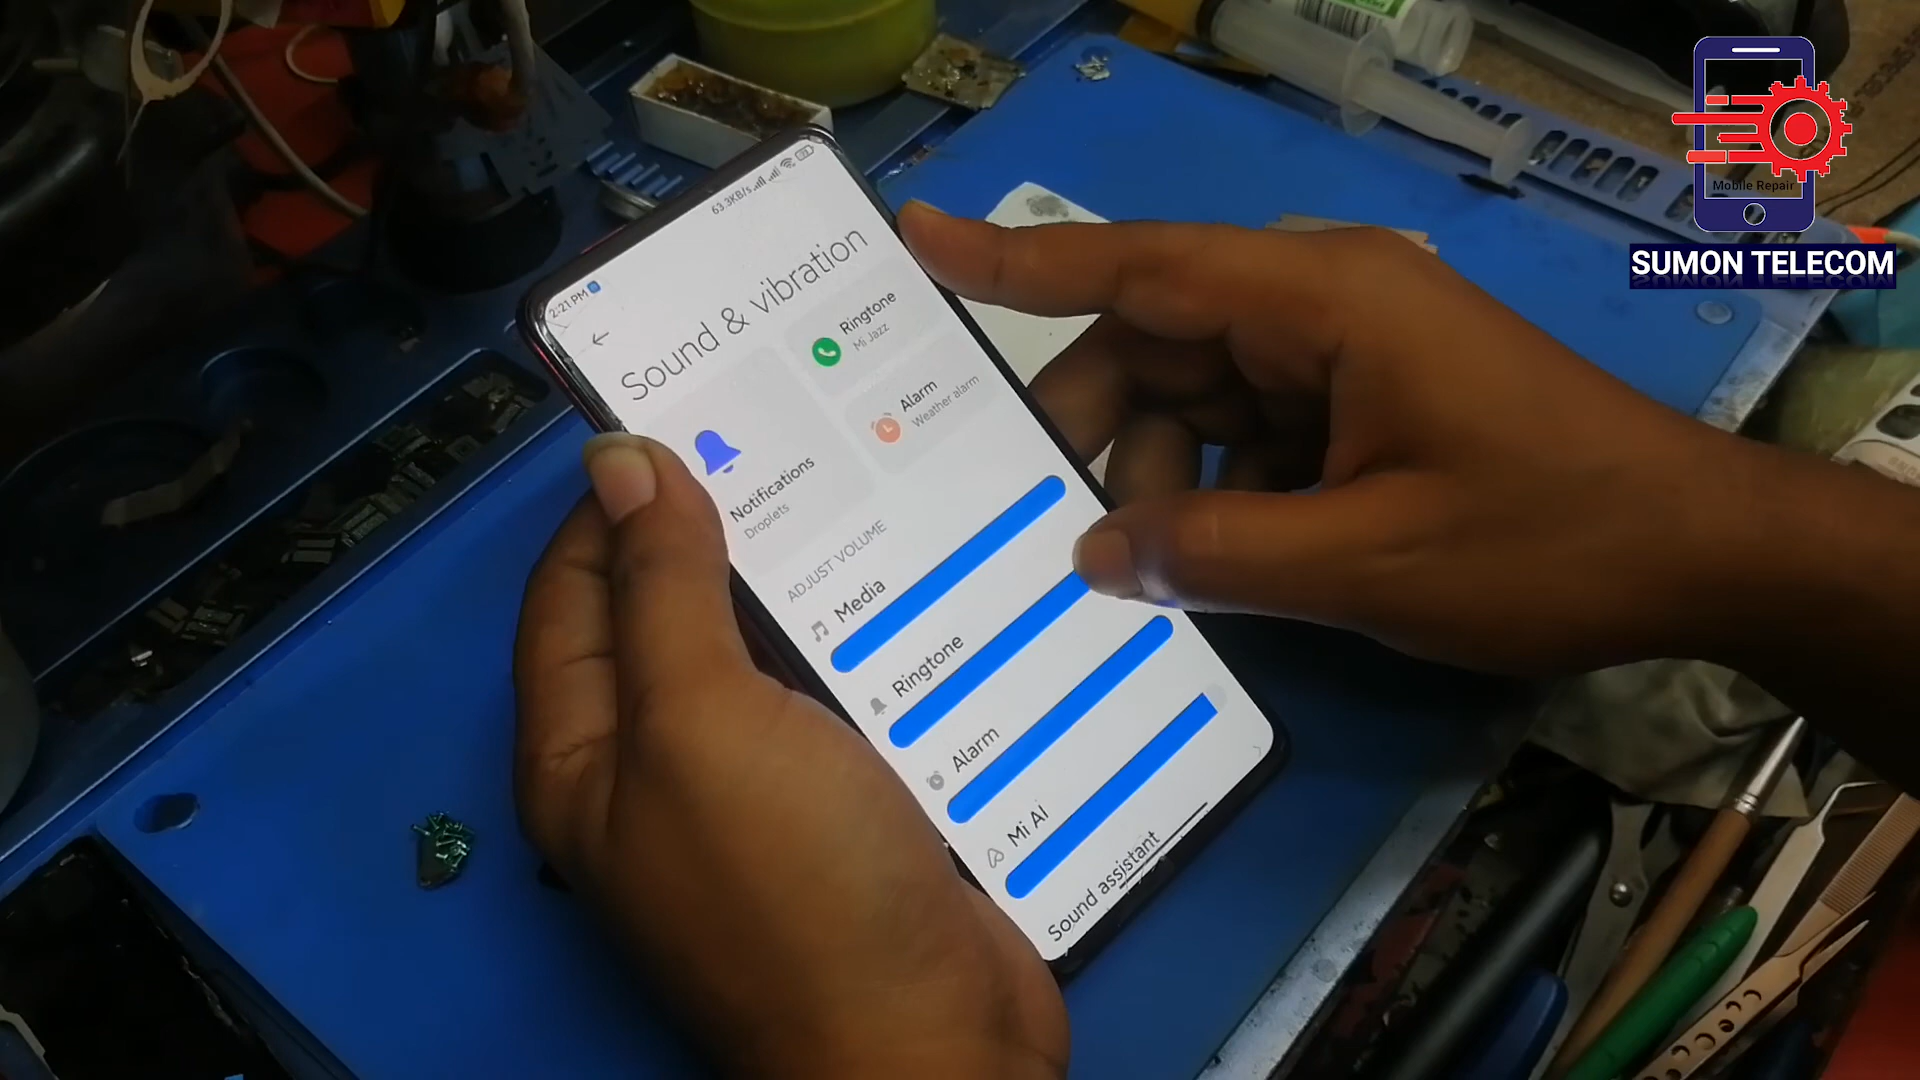 2:21 PM
63.3KB/s
Sound & vibration
Notifications
Droplets
Ringtone
Mi Jazz
Alarm
Weather alarm
ADJUST VOLUME
Media
Ringtone
Alarm
Mi AI
Sound assistant
Mobile Repair
SUMON TELECOM